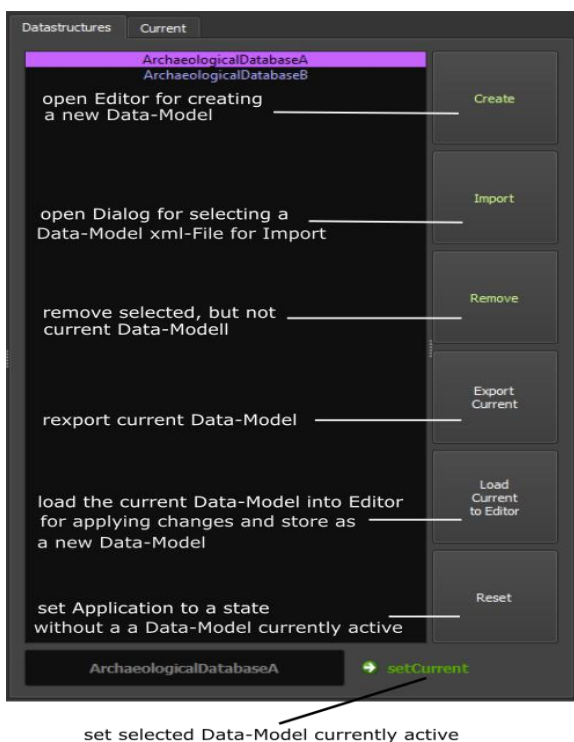 Datastructures Current
ArchaeologicalDatabaseA
ArchaeologicalDatabaseB
open Editor for creating
a new Data-Model
Create
open Dialog for selecting a
Data-Model xml-File for Import
Import
remove selected, but not
current Data-Modell
Remove
rexport current Data-Model
Export
Current
load the current Data-Model into Editor
for applying changes and store as
a new Data-Model
Load
Current
to Editor
set Application to a state
without a a Data-Model currently active
Reset
ArchaeologicalDatabaseA
setCurrent
set selected Data-Model currently active